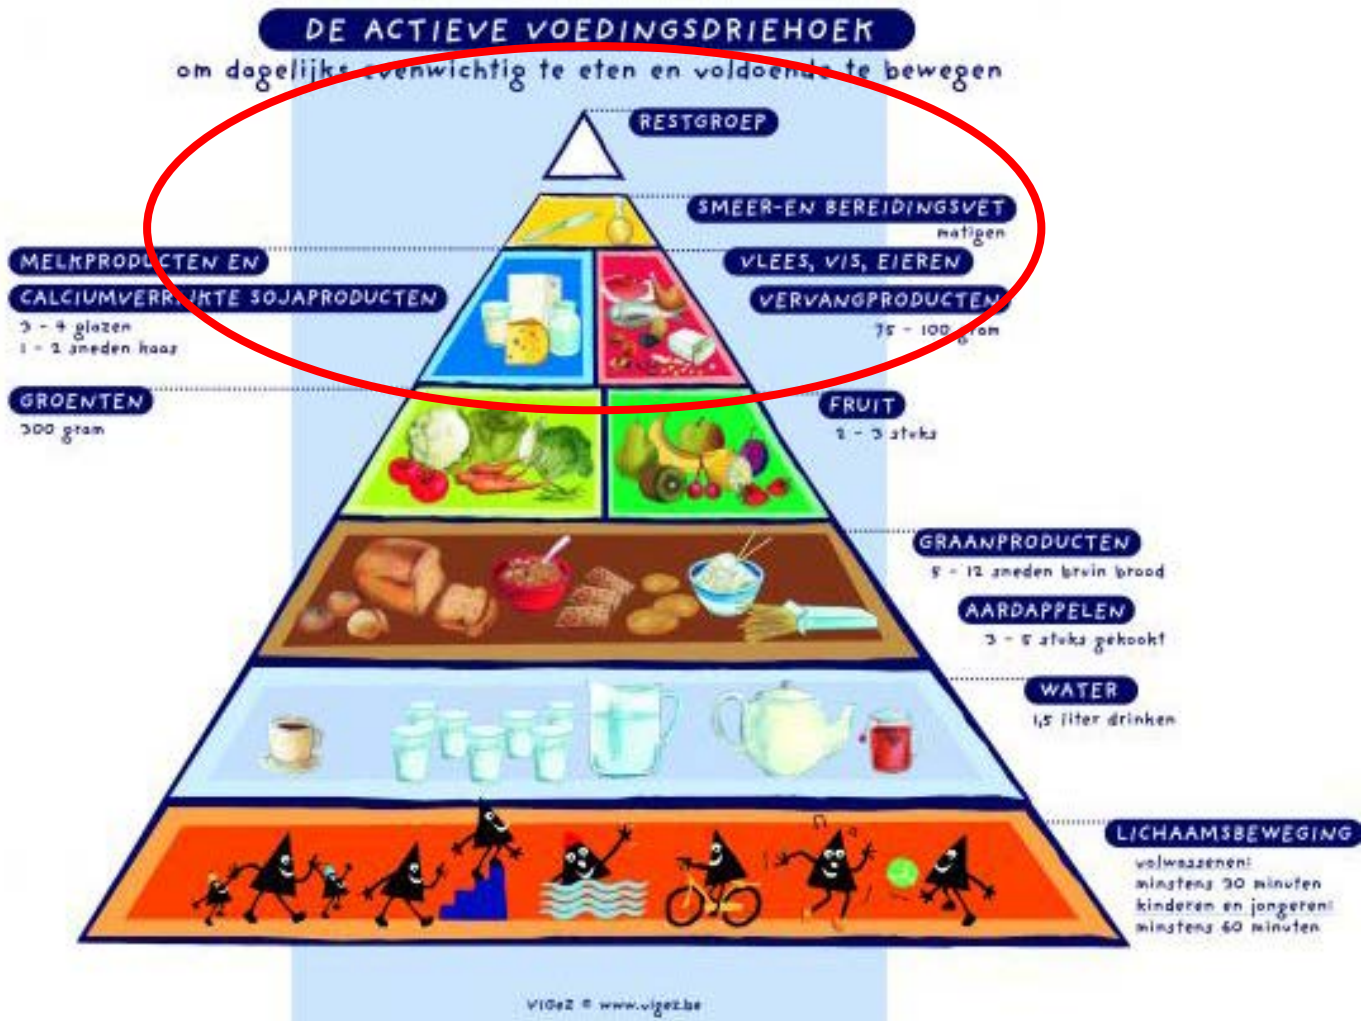 DE ACTIEVE VOEDINGSDRIEHOEK
om dagelijks evenwichtig te eten en voldoende te bewegen
RESTGROEP
SMEER-EN BEREIDINGSVET
matigen
MELKPRODUCTEN EN
CALCIUMVERRIJKTE SOJAPRODUCTEN
3 - 4 glazen
1 - 2 sneden kaas
VLEES, VIS, EIEREN
VERVANGPRODUCTEN
75 - 100 gram
GROENTEN
300 gram
FRUIT
2 - 3 stuks
GRAANPRODUCTEN
5 - 12 sneden bruin brood
AARDAPPELEN
3 - 5 stuks gekookt
WATER
1,5 liter drinken
LICHAAMSBEWEGING
volwassenen:
minstens 30 minuten
kinderen en jongeren:
minstens 60 minuten
VIGeZ © www.vigez.be